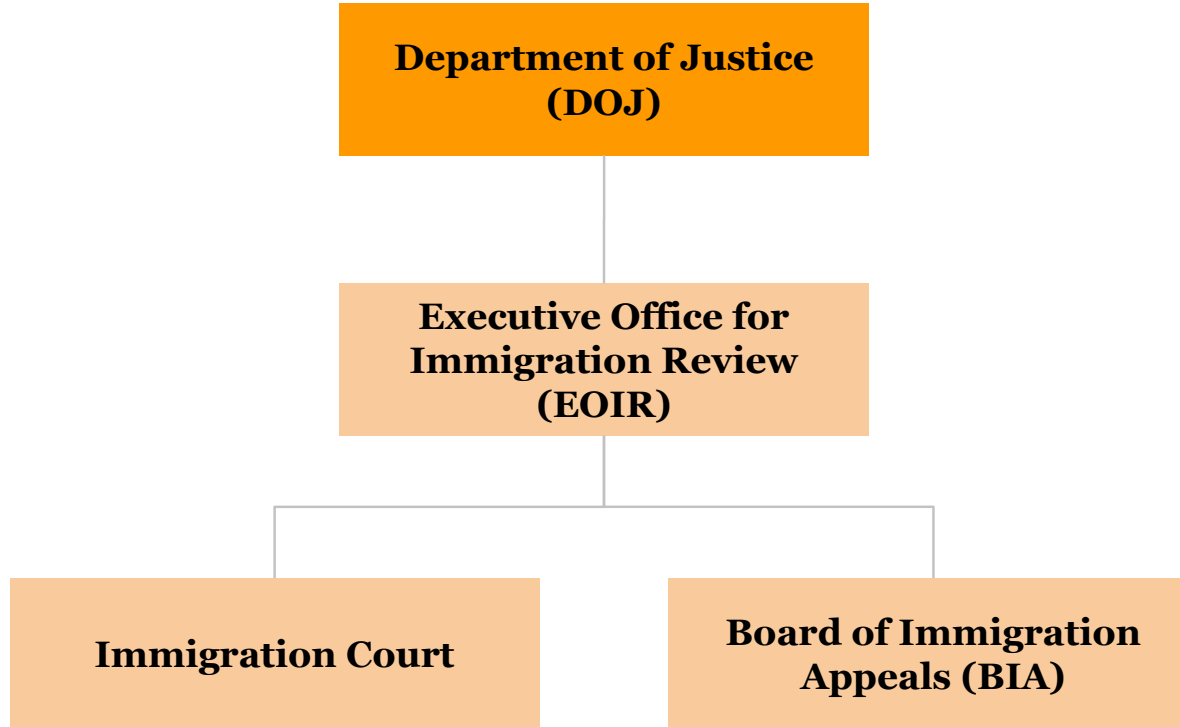 Department of Justice
(DOJ)
Executive Office for
Immigration Review
(EOIR)
Immigration Court
Board of Immigration
Appeals (BIA)